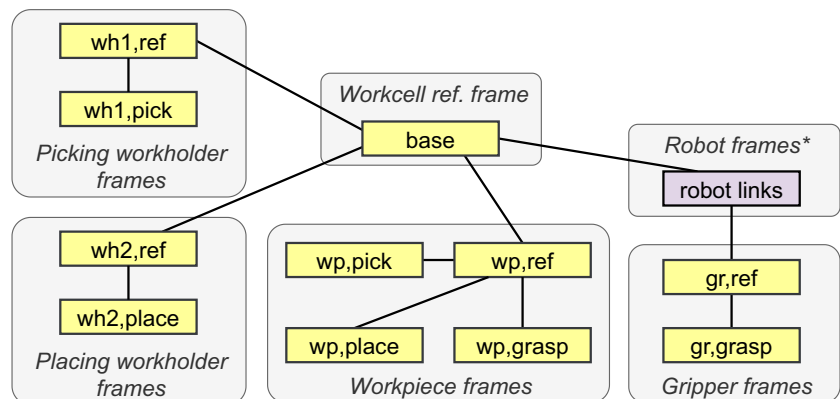 wh1,ref
wh1,pick
Picking workholder
frames
Workcell ref. frame
base
Robot frames*
robot links
wh2,ref
wh2,place
Placing workholder
frames
wp,pick
wp,ref
wp,place
wp,grasp
Workpiece frames
gr,ref
gr,grasp
Gripper frames